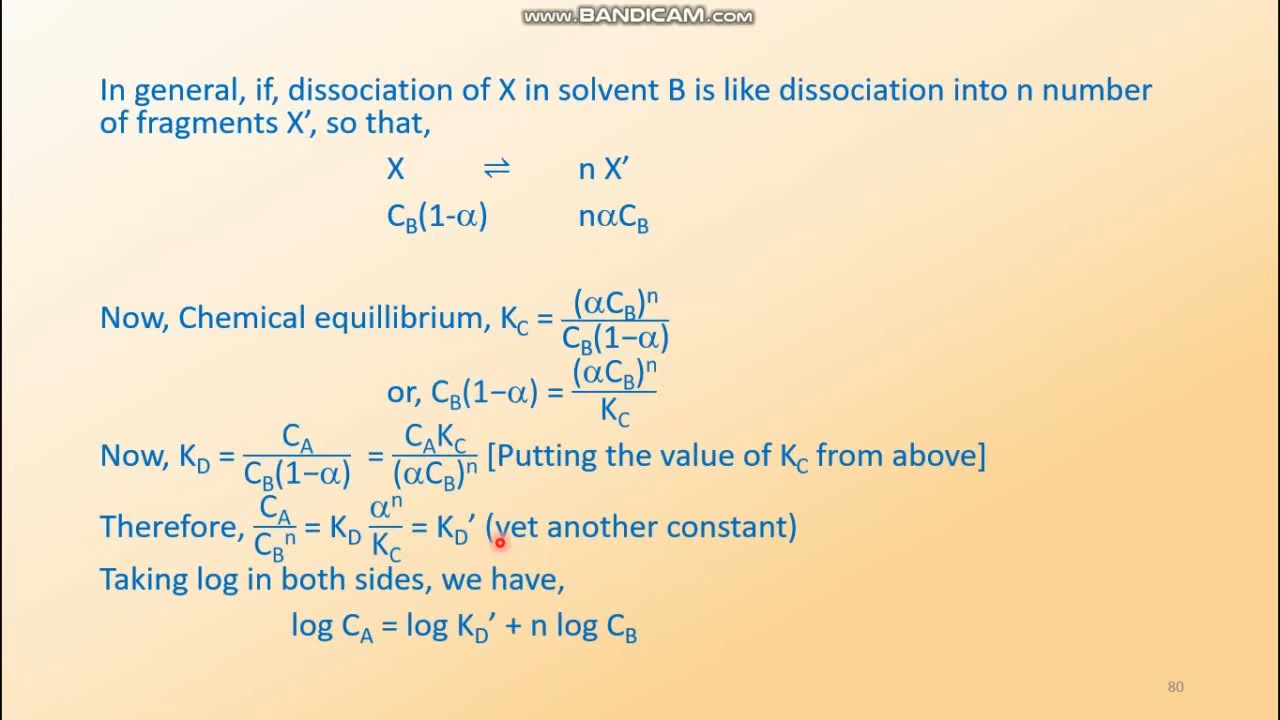 www.BANDICAM.com
In general, if, dissociation of X in solvent B is like dissociation into n number
of fragments X’, so that,
X ⇌ n X’
C_B(1-α) nαC_B
Now, Chemical equillibrium, K_C = (αC_B)^n / C_B(1−α)
or, C_B(1−α) = (αC_B)^n / K_C
Now, K_D = C_A / C_B(1−α) = C_AK_C / (αC_B)^n [Putting the value of K_C from above]
Therefore, C_A / C_B^n = K_D α^n / K_C = K_D’ (yet another constant)
Taking log in both sides, we have,
log C_A = log K_D’ + n log C_B
80